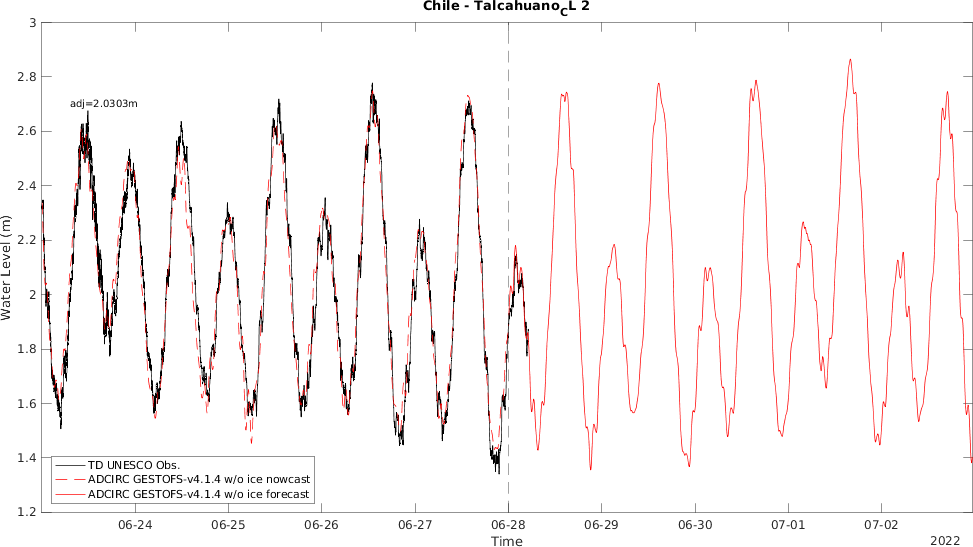 Chile - Talcahuano_CL 2
3
2.8
2.6
2.4
2.2
2
1.8
1.6
1.4
1.2
Water Level (m)
adj=2.0303m
TD UNESCO Obs.
ADCIRC GESTOFS-v4.1.4 w/o ice nowcast
ADCIRC GESTOFS-v4.1.4 w/o ice forecast
06-24 06-25 06-26 06-27 06-28 06-29 06-30 07-01 07-02
Time
2022